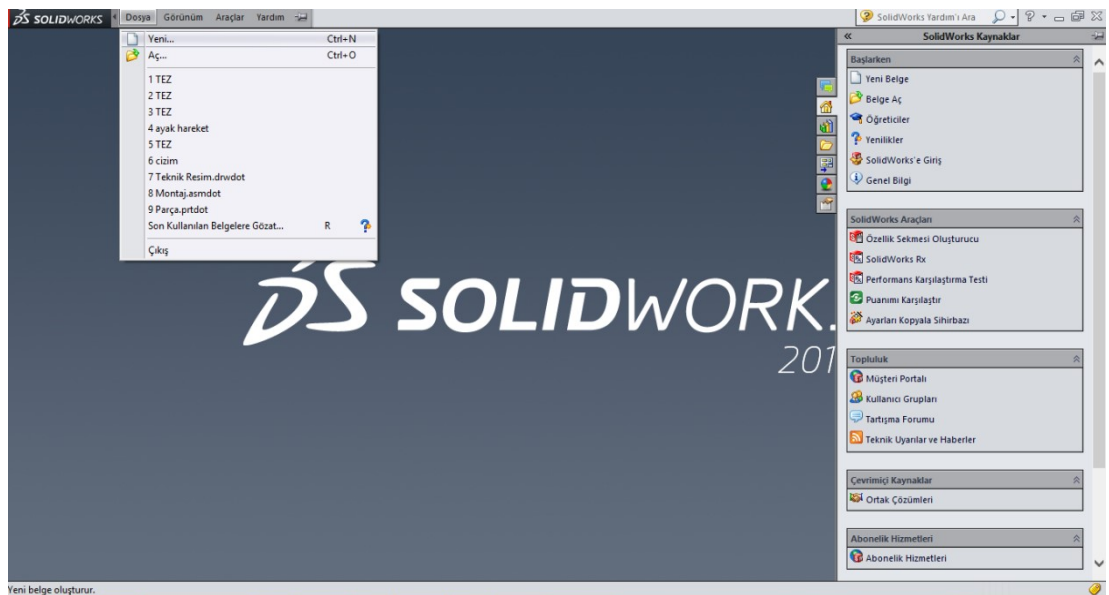 SOLIDWORKS
Dosya Görünüm Araçlar Yardım
SolidWorks Yardım'ı Ara
Yeni... Ctrl+N
Aç... Ctrl+O
1 TEZ
2 TEZ
3 TEZ
4 ayak hareket
5 TEZ
6 cizim
7 Teknik Resim.drwdot
8 Montaj.asmdot
9 Parça.prtdot
Son Kullanılan Belgelere Gözat... R
Çıkış
SOLIDWORK
201
SolidWorks Kaynaklar
Başlarken
Yeni Belge
Belge Aç
Öğreticiler
Yenilikler
SolidWorks'e Giriş
Genel Bilgi
SolidWorks Araçları
Özellik Sekmesi Oluşturucu
SolidWorks Rx
Performans Karşılaştırma Testi
Puanımı Karşılaştır
Ayarları Kopyala Sihirbazı
Topluluk
Müşteri Portalı
Kullanıcı Grupları
Tartışma Forumu
Teknik Uyarılar ve Haberler
Çevrimiçi Kaynaklar
Ortak Çözümleri
Abonelik Hizmetleri
Abonelik Hizmetleri
Yeni belge oluşturur.